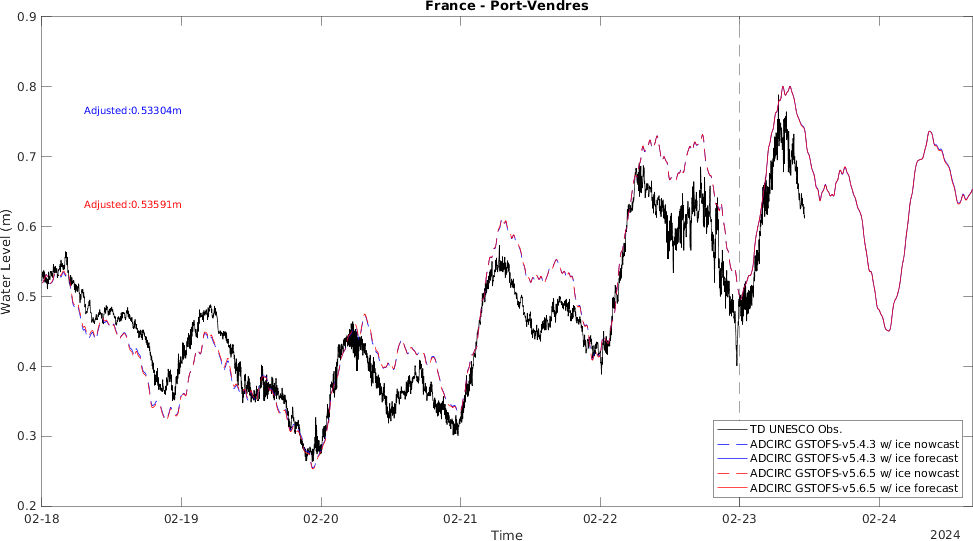 France - Port-Vendres
0.9
0.8
0.7
0.6
0.5
0.4
0.3
0.2
Water Level (m)
Adjusted:0.53304m
Adjusted:0.53591m
TD UNESCO Obs.
ADCIRC GSTOFS-v5.4.3 w/ ice nowcast
ADCIRC GSTOFS-v5.4.3 w/ ice forecast
ADCIRC GSTOFS-v5.6.5 w/ ice nowcast
ADCIRC GSTOFS-v5.6.5 w/ ice forecast
02-18 02-19 02-20 02-21 02-22 02-23 02-24
Time
2024